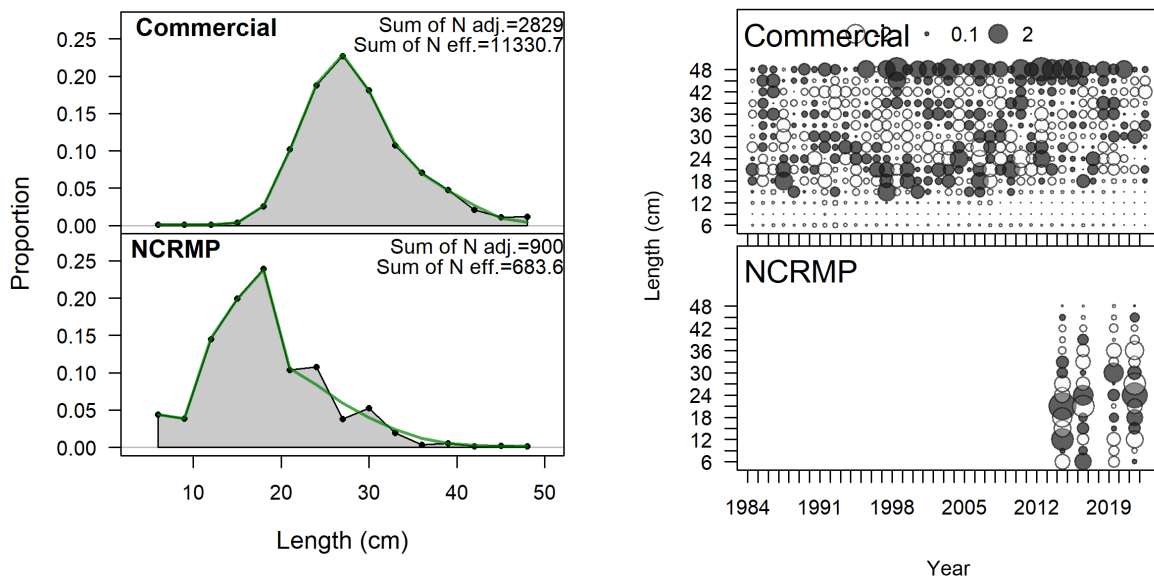 Commercial
Sum of N adj.=2829
Sum of N eff.=11330.7
0.25
0.20
0.15
0.10
0.05
0.00
NCRMP
Sum of N adj.=900
Sum of N eff.=683.6
0.25
0.20
0.15
0.10
0.05
0.00
Proportion
10 20 30 40 50
Length (cm)
Commercial -2 0.1 2
48
42
36
30
24
18
12
6
NCRMP
48
42
36
30
24
18
12
6
Length (cm)
1984 1991 1998 2005 2012 2019
Year